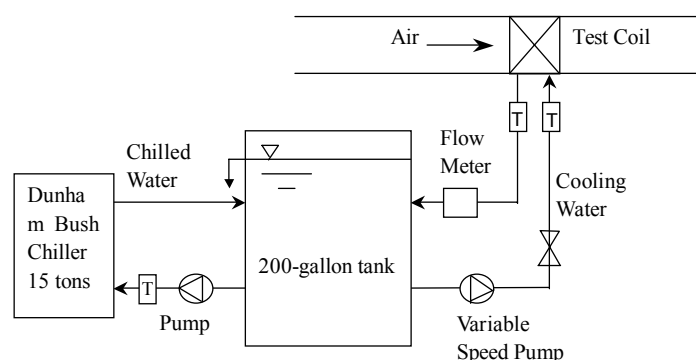 Air
Test Coil
T
T
Flow
Meter
Chilled
Water
Cooling
Water
Dunha
m Bush
Chiller
15 tons
200-gallon tank
T
Pump
Variable
Speed Pump